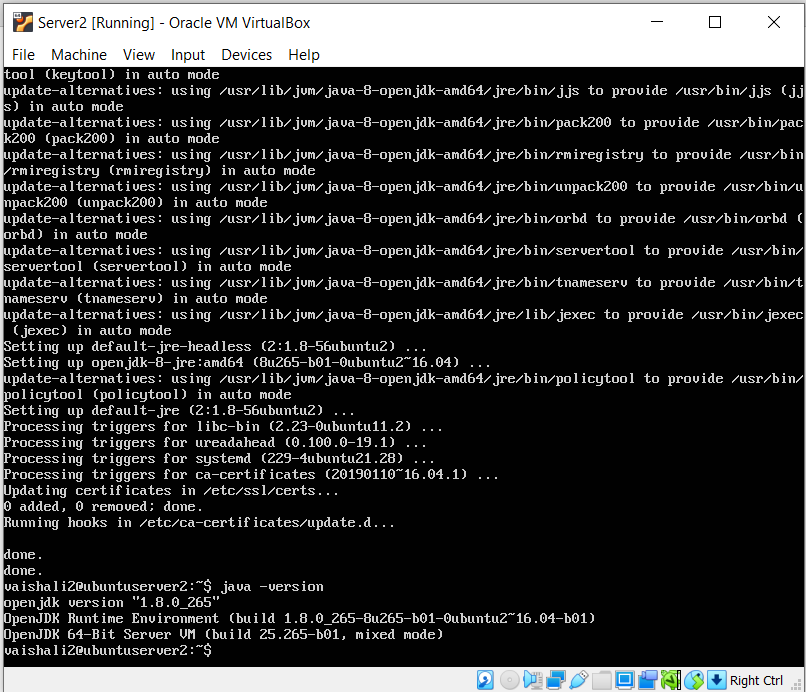 Server2 [Running] - Oracle VM VirtualBox
File Machine View Input Devices Help
tool (keytool) in auto mode
update-alternatives: using /usr/lib/jvm/java-8-openjdk-amd64/jre/bin/jjs to provide /usr/bin/jjs (jj
s) in auto mode
update-alternatives: using /usr/lib/jvm/java-8-openjdk-amd64/jre/bin/pack200 to provide /usr/bin/pac
k200 (pack200) in auto mode
update-alternatives: using /usr/lib/jvm/java-8-openjdk-amd64/jre/bin/rmiregistry to provide /usr/bin
/rmiregistry (rmiregistry) in auto mode
update-alternatives: using /usr/lib/jvm/java-8-openjdk-amd64/jre/bin/unpack200 to provide /usr/bin/u
npack200 (unpack200) in auto mode
update-alternatives: using /usr/lib/jvm/java-8-openjdk-amd64/jre/bin/orbd to provide /usr/bin/orbd (
orbd) in auto mode
update-alternatives: using /usr/lib/jvm/java-8-openjdk-amd64/jre/bin/servertool to provide /usr/bin/
servertool (servertool) in auto mode
update-alternatives: using /usr/lib/jvm/java-8-openjdk-amd64/jre/bin/tnameserv to provide /usr/bin/t
nameserv (tnameserv) in auto mode
update-alternatives: using /usr/lib/jvm/java-8-openjdk-amd64/jre/lib/jexec to provide /usr/bin/jexec
(jexec) in auto mode
Setting up default-jre-headless (2:1.8-56ubuntu2) ...
Setting up openjdk-8-jre:amd64 (8u265-b01-0ubuntu2~16.04) ...
update-alternatives: using /usr/lib/jvm/java-8-openjdk-amd64/jre/bin/policytool to provide /usr/bin/
policytool (policytool) in auto mode
Setting up default-jre (2:1.8-56ubuntu2) ...
Processing triggers for libc-bin (2.23-0ubuntu11.2) ...
Processing triggers for ureadahead (0.100.0-19.1) ...
Processing triggers for systemd (229-4ubuntu21.28) ...
Processing triggers for ca-certificates (20190110~16.04.1) ...
Updating certificates in /etc/ssl/certs...
0 added, 0 removed; done.
Running hooks in /etc/ca-certificates/update.d...
done.
done.
vaishali2@ubuntuserver2:~$ java -version
openjdk version "1.8.0_265"
OpenJDK Runtime Environment (build 1.8.0_265-8u265-b01-0ubuntu2~16.04-b01)
OpenJDK 64-Bit Server VM (build 25.265-b01, mixed mode)
vaishali2@ubuntuserver2:~$
Right Ctrl